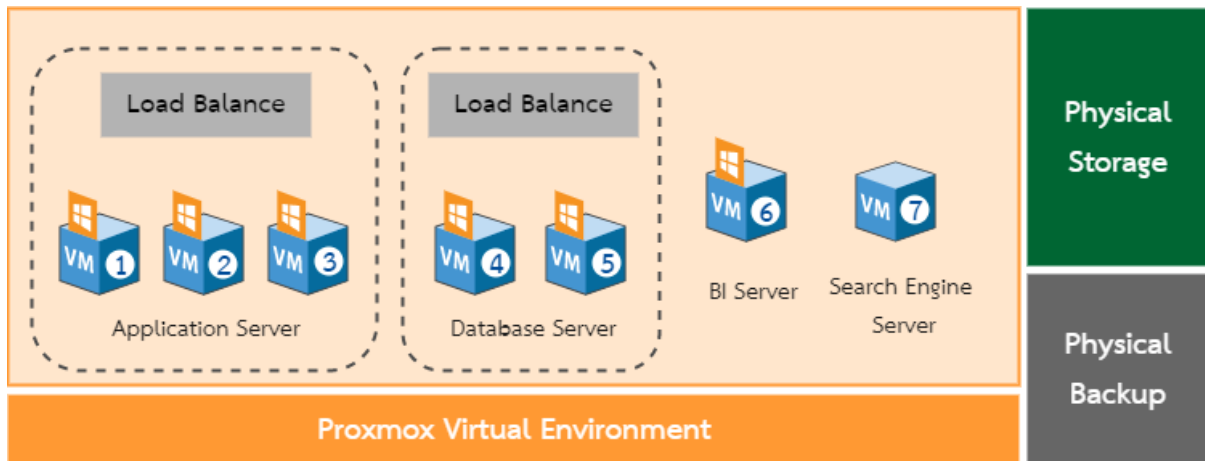 Load Balance
Load Balance
VM 1
VM 2
VM 3
Application Server
VM 4
VM 5
Database Server
VM 6
BI Server
VM 7
Search Engine
Server
Physical
Storage
Physical
Backup
Proxmox Virtual Environment